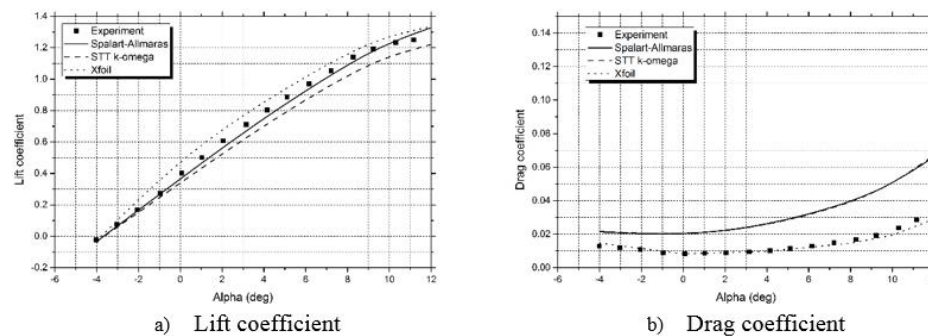 1.4
1.2
1.0
0.8
0.6
0.4
0.2
0.0
-0.2
Lift coefficient
Experiment
Spalart-Allmaras
STT k-omega
Xfoil
-6 -4 -2 0 2 4 6 8 10 12
Alpha (deg)
a) Lift coefficient
0.14
0.12
0.10
0.08
0.06
0.04
0.02
0.00
Drag coefficient
Experiment
Spalart-Allmaras
STT k-omega
Xfoil
-6 -4 -2 0 2 4 6 8 10
Alpha (deg)
b) Drag coefficient